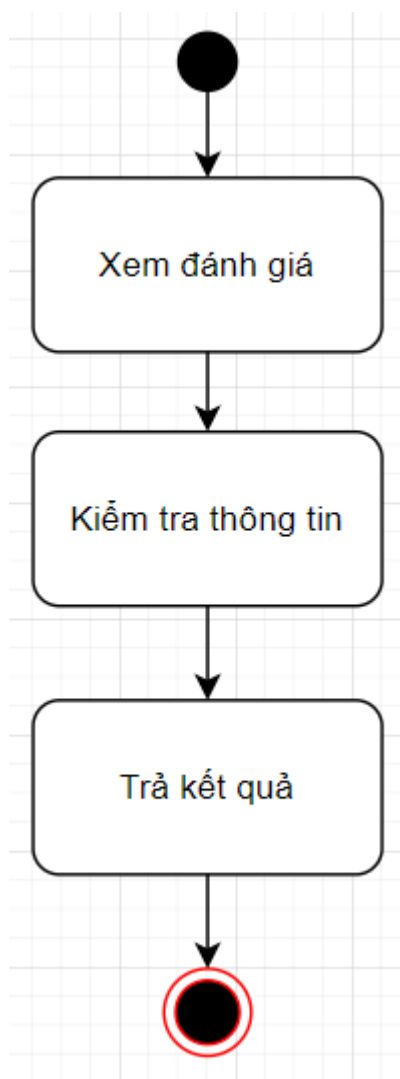 Xem đánh giá
Kiểm tra thông tin
Trả kết quả